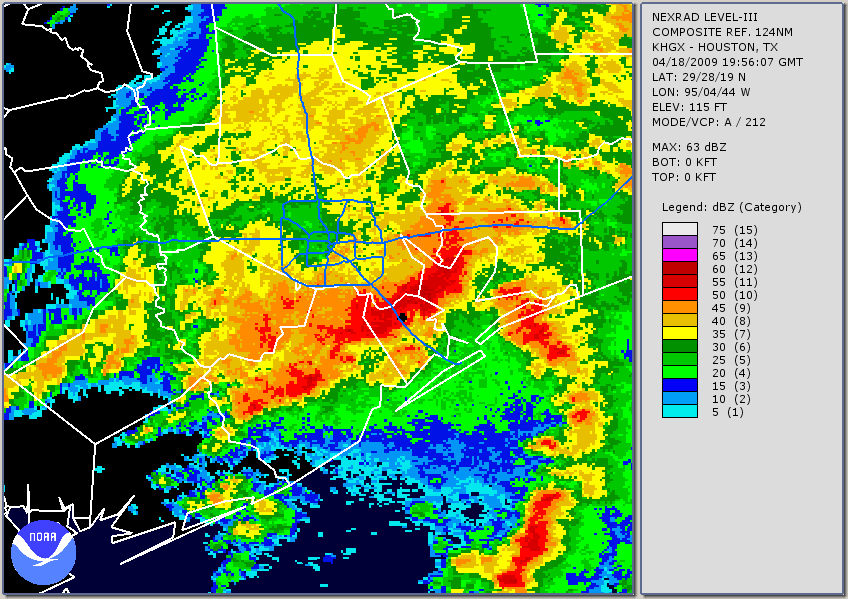 NEXRAD LEVEL-III
COMPOSITE REF. 124NM
KHGX - HOUSTON, TX
04/18/2009 19:56:07 GMT
LAT: 29/28/19 N
LON: 95/04/44 W
ELEV: 115 FT
MODE/VCP: A / 212
MAX: 63 dBZ
BOT: 0 KFT
TOP: 0 KFT
Legend: dBZ (Category)
75 (15)
70 (14)
65 (13)
60 (12)
55 (11)
50 (10)
45 (9)
40 (8)
35 (7)
30 (6)
25 (5)
20 (4)
15 (3)
10 (2)
5 (1)
NOAA